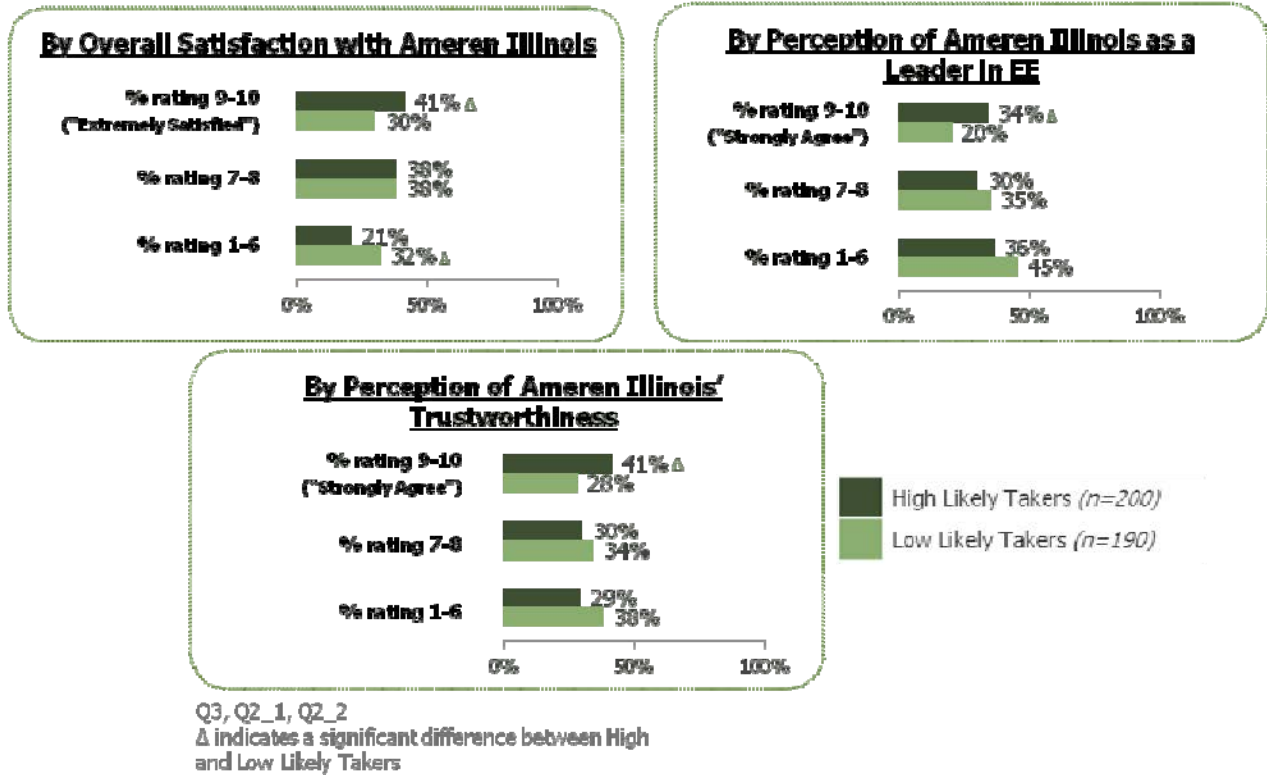 By Overall Satisfaction with Ameren Illinois
% rating 9-10
("Extremely Satisfied")
41% Δ
30%
% rating 7-8
38%
38%
% rating 1-6
21%
32% Δ
0% 50% 100%
By Perception of Ameren Illinois as a
Leader in EE
% rating 9-10
("Strongly Agree")
34% Δ
20%
% rating 7-8
30%
35%
% rating 1-6
36%
45%
0% 50% 100%
By Perception of Ameren Illinois'
Trustworthiness
% rating 9-10
("Strongly Agree")
41% Δ
28%
% rating 7-8
30%
34%
% rating 1-6
29%
38%
0% 50% 100%
High Likely Takers (n=200)
Low Likely Takers (n=190)
Q3, Q2_1, Q2_2
Δ indicates a significant difference between High
and Low Likely Takers